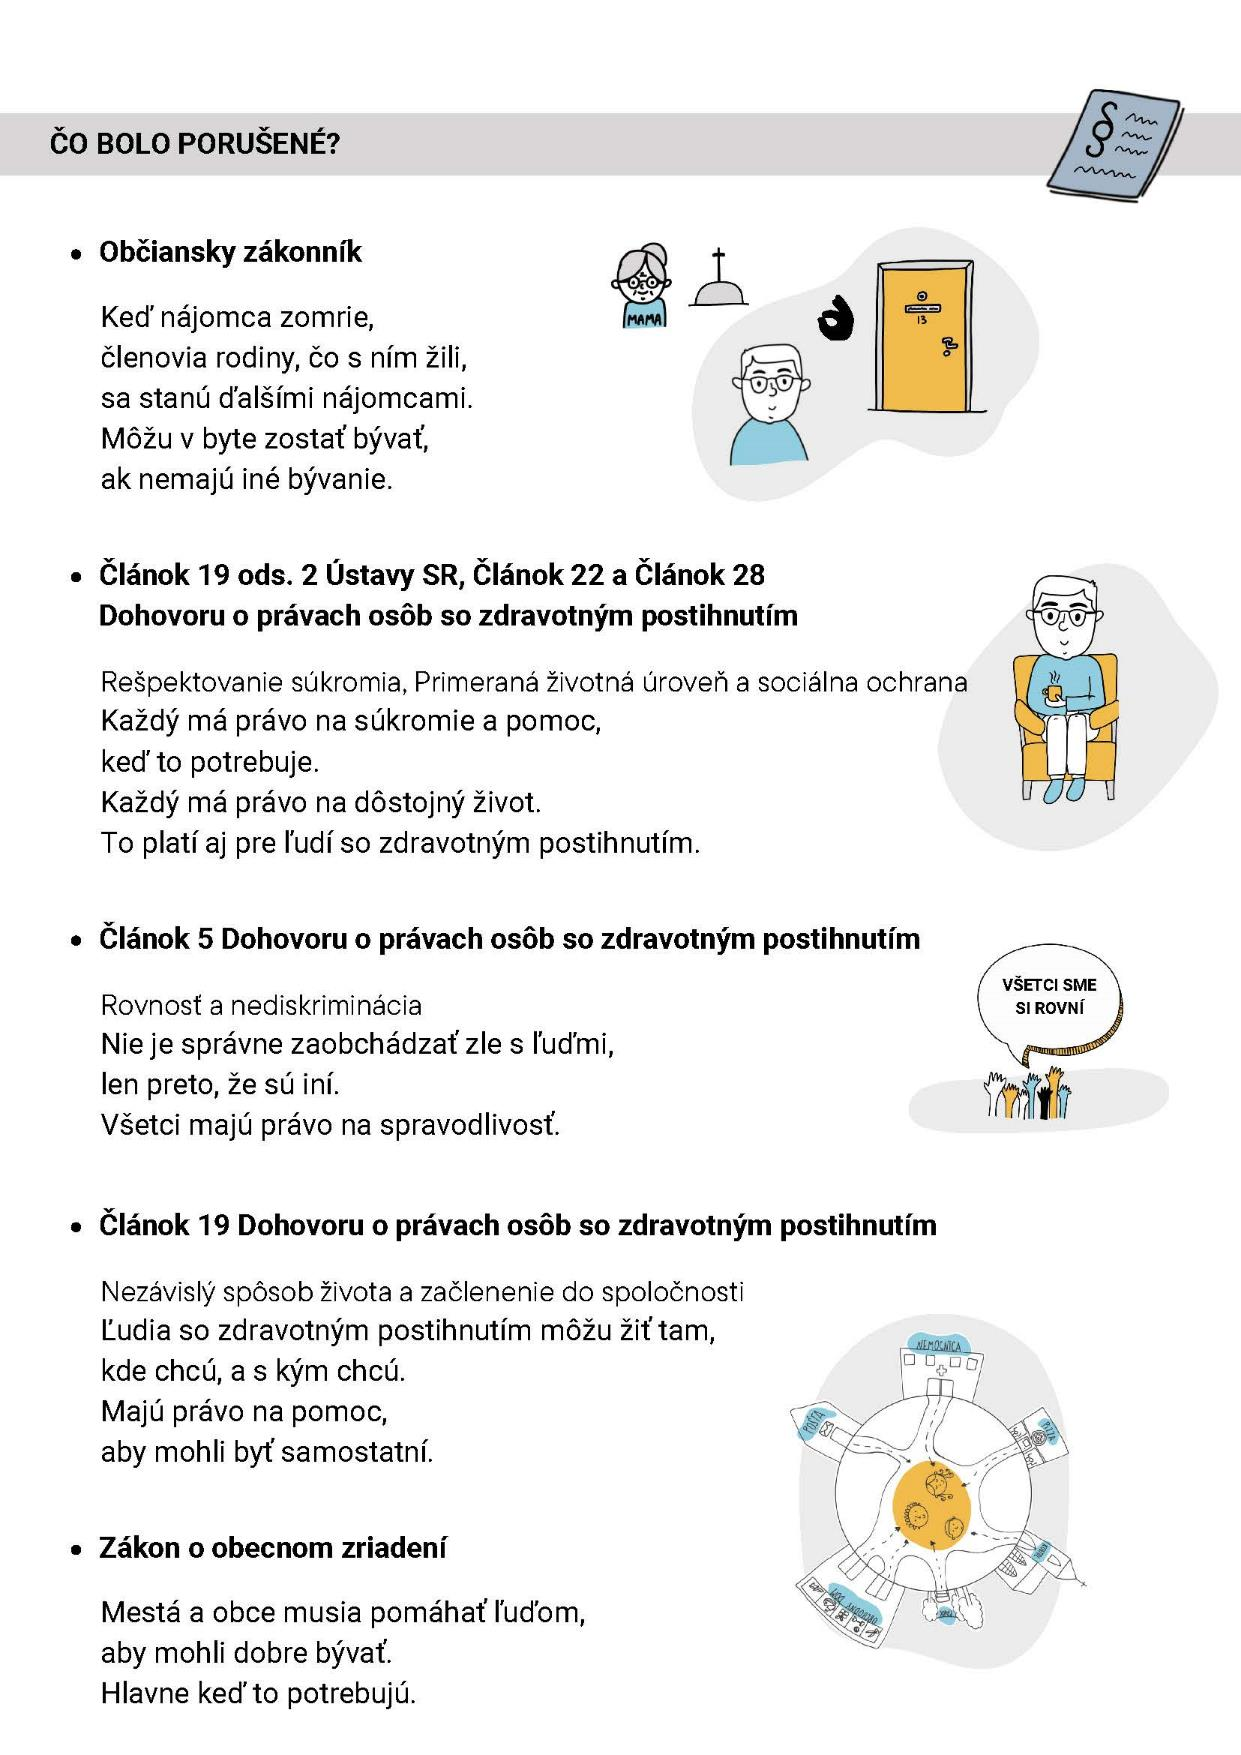 ČO BOLO PORUŠENÉ?
§
• Občiansky zákonník
Keď nájomca zomrie,
členovia rodiny, čo s ním žili,
sa stanú ďalšími nájomcami.
Môžu v byte zostať bývať,
ak nemajú iné bývanie.
MAMA
13
• Článok 19 ods. 2 Ústavy SR, Článok 22 a Článok 28
Dohovoru o právach osôb so zdravotným postihnutím
Rešpektovanie súkromia, Primeraná životná úroveň a sociálna ochrana
Každý má právo na súkromie a pomoc,
keď to potrebuje.
Každý má právo na dôstojný život.
To platí aj pre ľudí so zdravotným postihnutím.
• Článok 5 Dohovoru o právach osôb so zdravotným postihnutím
Rovnosť a nediskriminácia
Nie je správne zaobchádzať zle s ľuďmi,
len preto, že sú iní.
Všetci majú právo na spravodlivosť.
VŠETCI SME
SI ROVNÍ
• Článok 19 Dohovoru o právach osôb so zdravotným postihnutím
Nezávislý spôsob života a začlenenie do spoločnosti
Ľudia so zdravotným postihnutím môžu žiť tam,
kde chcú, a s kým chcú.
Majú právo na pomoc,
aby mohli byť samostatní.
NEMOCNICA
POŠTA
PIZZA
OBCHODNÝ DOM
• Zákon o obecnom zriadení
Mestá a obce musia pomáhať ľuďom,
aby mohli dobre bývať.
Hlavne keď to potrebujú.